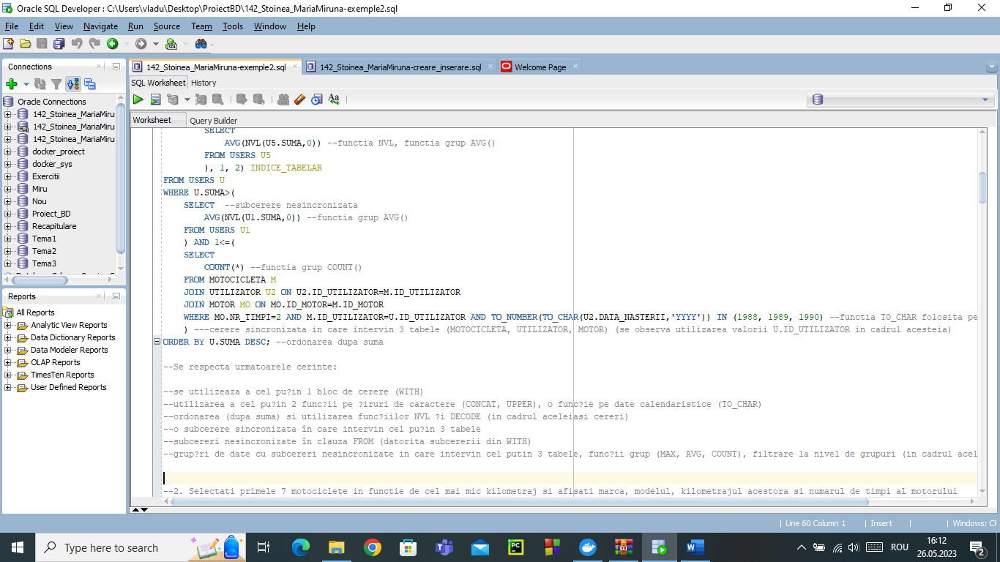 Oracle SQL Developer : C:\Users\vladu\Desktop\ProiectBD\142_Stoinea_MariaMiruna-exemple2.sql
File Edit View Navigate Run Source Team Tools Window Help
Connections
Oracle Connections
142_Stoinea_MariaMiru
142_Stoinea_MariaMiru
142_Stoinea_MariaMiru
docker_proiect
docker_sys
Exercitii
Miru
Nou
Proiect_BD
Recapitulare
Tema1
Tema2
Tema3
Reports
All Reports
Analytic View Reports
Data Dictionary Reports
Data Modeler Reports
OLAP Reports
TimesTen Reports
User Defined Reports
142_Stoinea_MariaMiruna-exemple2.sql
142_Stoinea_MariaMiruna-creare_inserare.sql
Welcome Page
SQL Worksheet History
Worksheet Query Builder
SELECT
AVG(NVL(U5.SUMA,0)) --functia NVL, functia grup AVG()
FROM USERS U5
), 1, 2) INDICE_TABELAR
FROM USERS U
WHERE U.SUMA>(
SELECT --subcerere nesincronizata
AVG(NVL(U1.SUMA,0)) --functia grup AVG()
FROM USERS U1
) AND 1<=(
SELECT
COUNT(*) --functia grup COUNT()
FROM MOTOCICLETA M
JOIN UTILIZATOR U2 ON U2.ID_UTILIZATOR=M.ID_UTILIZATOR
JOIN MOTOR MO ON MO.ID_MOTOR=M.ID_MOTOR
WHERE MO.NR_TIMPI=2 AND M.ID_UTILIZATOR=U.ID_UTILIZATOR AND TO_NUMBER(TO_CHAR(U2.DATA_NASTERII,'YYYY')) IN (1988, 1989, 1990) --functia TO_CHAR folosita pe
) ---cerere sincronizata in care intervin 3 tabele (MOTOCICLETA, UTILIZATOR, MOTOR) (se observa utilizarea valorii U.ID_UTILIZATOR in cadrul acesteia)
ORDER BY U.SUMA DESC; --ordonarea dupa suma
--Se respecta urmatoarele cerinte:
--se utilizeaza a cel pu?in 1 bloc de cerere (WITH)
--utilizarea a cel pu?in 2 func?ii pe ?iruri de caractere (CONCAT, UPPER), o func?ie pe date calendaristice (TO_CHAR)
--ordonarea (dupa suma) si utilizarea func?iilor NVL ?i DECODE (in cadrul aceleiasi cereri)
--o subcerere sincronizata în care intervin cel pu?in 3 tabele
--subcereri nesincronizate în clauza FROM (datorita subcererii din WITH)
--grup?ri de date cu subcereri nesincronizate in care intervin cel putin 3 tabele, func?ii grup (MAX, AVG, COUNT), filtrare la nivel de grupuri (in cadrul acel
--2. Selectati primele 7 motociclete in functie de cel mai mic kilometraj si afisati marca, modelul, kilometrajul acestora si numarul de timpi al motorului
Line 60 Column 1
Insert
Windows: CF
Type here to search
ROU
16:12
26.05.2023
2